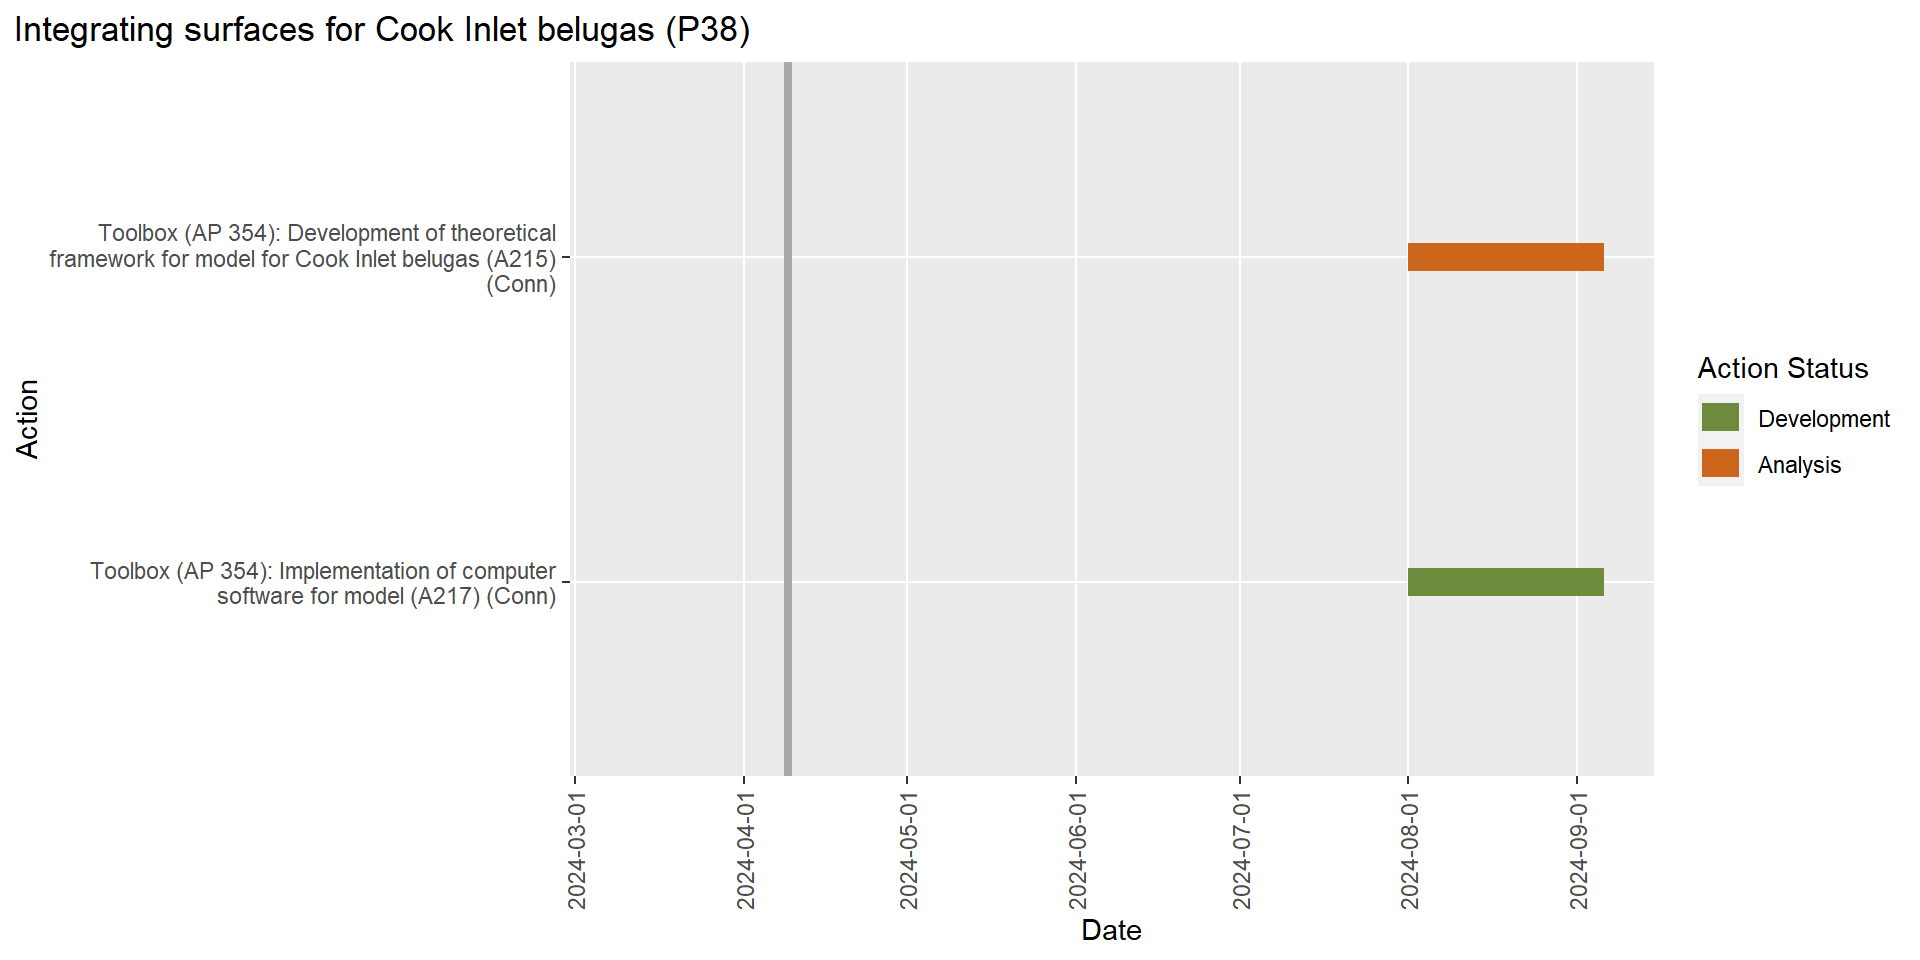 Integrating surfaces for Cook Inlet belugas (P38)
Toolbox (AP 354): Development of theoretical
framework for model for Cook Inlet belugas (A215)
(Conn)
Action
Toolbox (AP 354): Implementation of computer
software for model (A217) (Conn)
2024-03-01
2024-04-01
2024-05-01
2024-06-01
2024-07-01
2024-08-01
2024-09-01
Date
Action Status
Development
Analysis